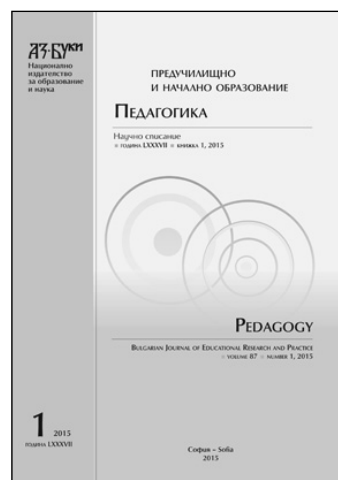 АЗ·БУКИ
Национално
издателство
за образование
и наука
ПРЕДУЧИЛИЩНО
И НАЧАЛНО ОБРАЗОВАНИЕ
ПЕДАГОГИКА
Научно списание
ГОДИНА LXXXVII КНИЖКА 1, 2015
PEDAGOGY
BULGARIAN JOURNAL OF EDUCATIONAL RESEARCH AND PRACTICE
VOLUME 87 NUMBER 1, 2015
1 2015
ГОДИНА LXXXVII
София – Sofia
2015